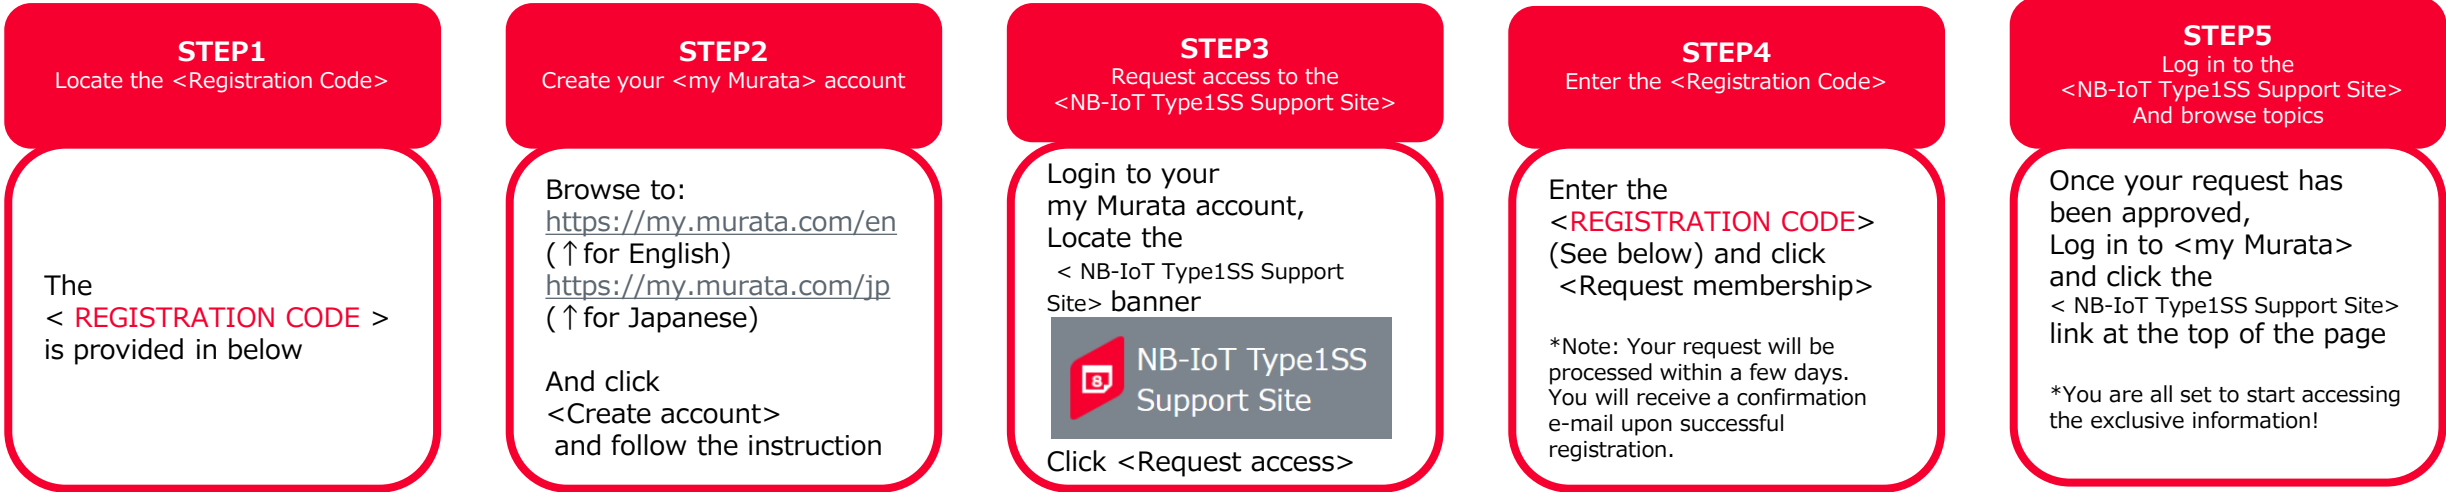 STEP1
Locate the <Registration Code>
The
< REGISTRATION CODE >
is provided in below
STEP2
Create your <my Murata> account
Browse to:
https://my.murata.com/en
(↑for English)
https://my.murata.com/jp
(↑for Japanese)
And click
<Create account>
and follow the instruction
STEP3
Request access to the
<NB-IoT Type1SS Support Site>
Login to your
my Murata account,
Locate the
< NB-IoT Type1SS Support
Site> banner
NB-IoT Type1SS
Support Site
Click <Request access>
STEP4
Enter the <Registration Code>
Enter the
<REGISTRATION CODE>
(See below) and click
<Request membership>
*Note: Your request will be
processed within a few days.
You will receive a confirmation
e-mail upon successful
registration.
STEP5
Log in to the
<NB-IoT Type1SS Support Site>
And browse topics
Once your request has
been approved,
Log in to <my Murata>
and click the
< NB-IoT Type1SS Support Site>
link at the top of the page
*You are all set to start accessing
the exclusive information!